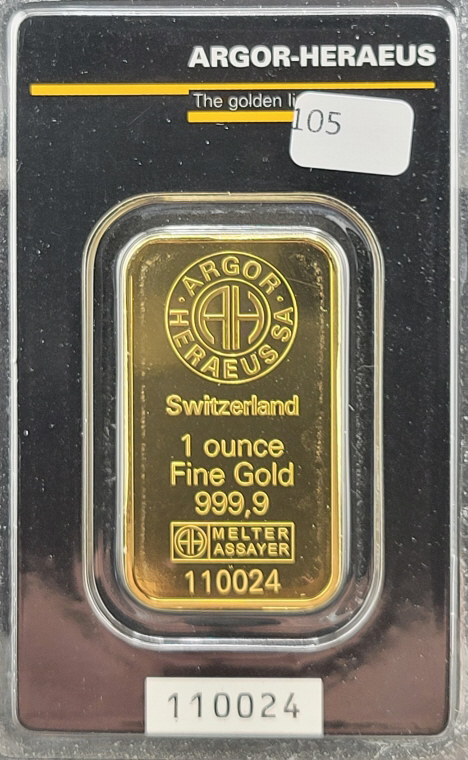 ARGOR-HERAEUS
The golden
105
ARGOR
HERAEUS SA
AH
Switzerland
1 ounce
Fine Gold
999,9
AH MELTER
ASSAYER
110024
110024